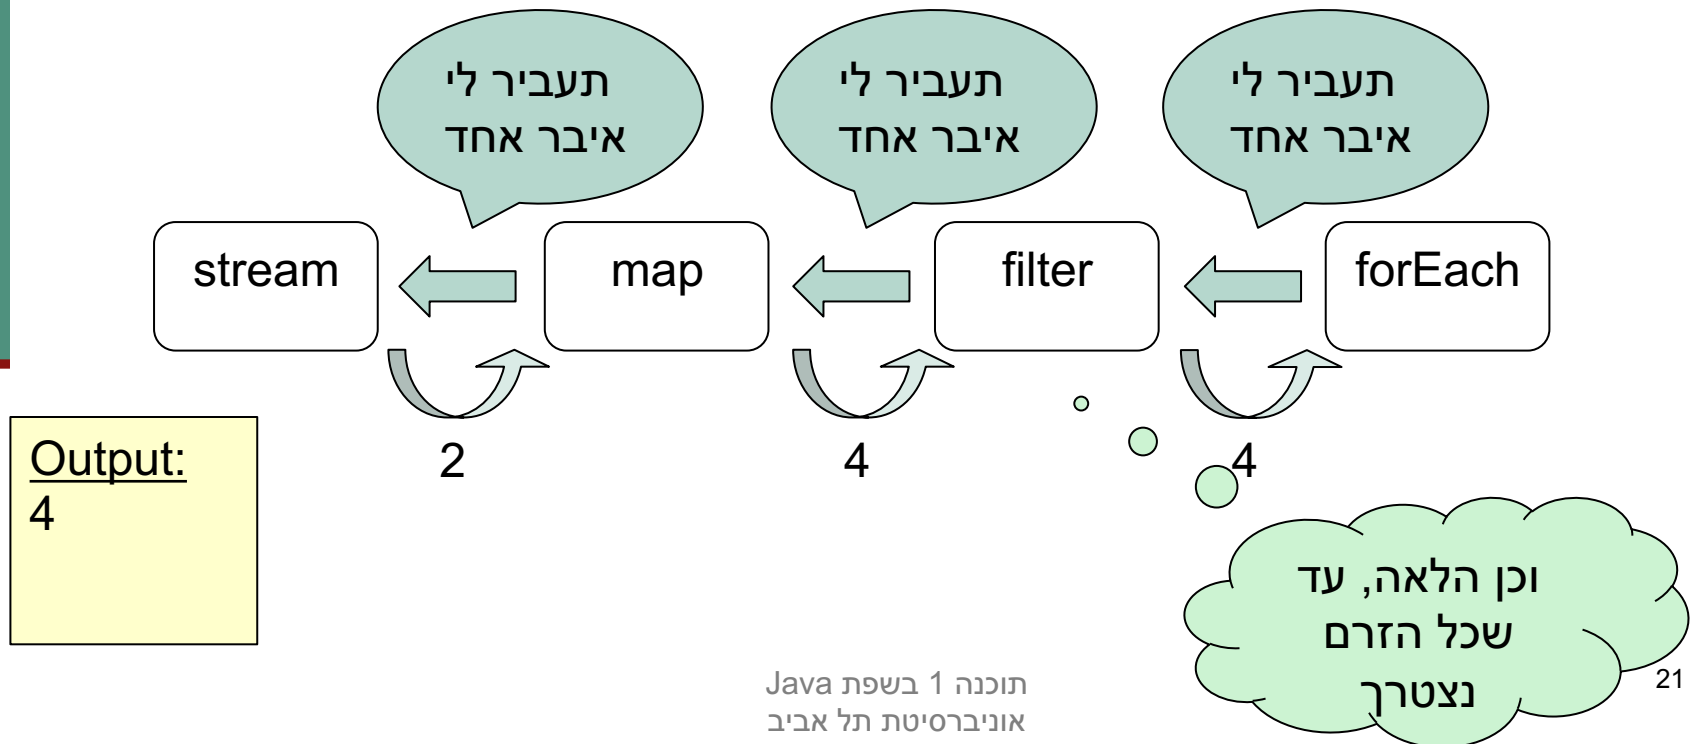 תעביר לי
איבר אחד
תעביר לי
איבר אחד
תעביר לי
איבר אחד
stream
map
filter
forEach
2
4
4
Output:
4
וכן הלאה, עד
שכל הזרם
נצטרך
תוכנה 1 בשפת Java
אוניברסיטת תל אביב
21